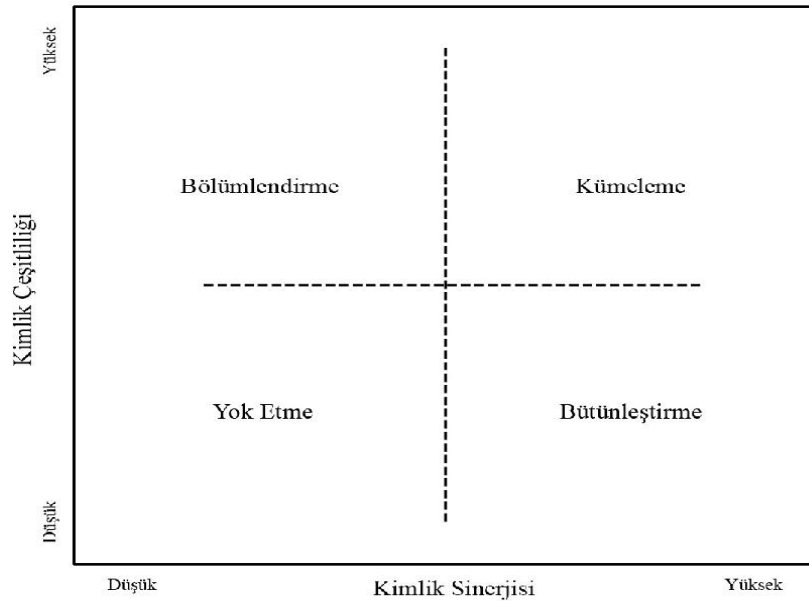 Yüksek
Bölümlendirme
Kümeleme
Kimlik Çeşitliliği
Yok Etme
Bütünleştirme
Düşük
Düşük
Kimlik Sinerjisi
Yüksek